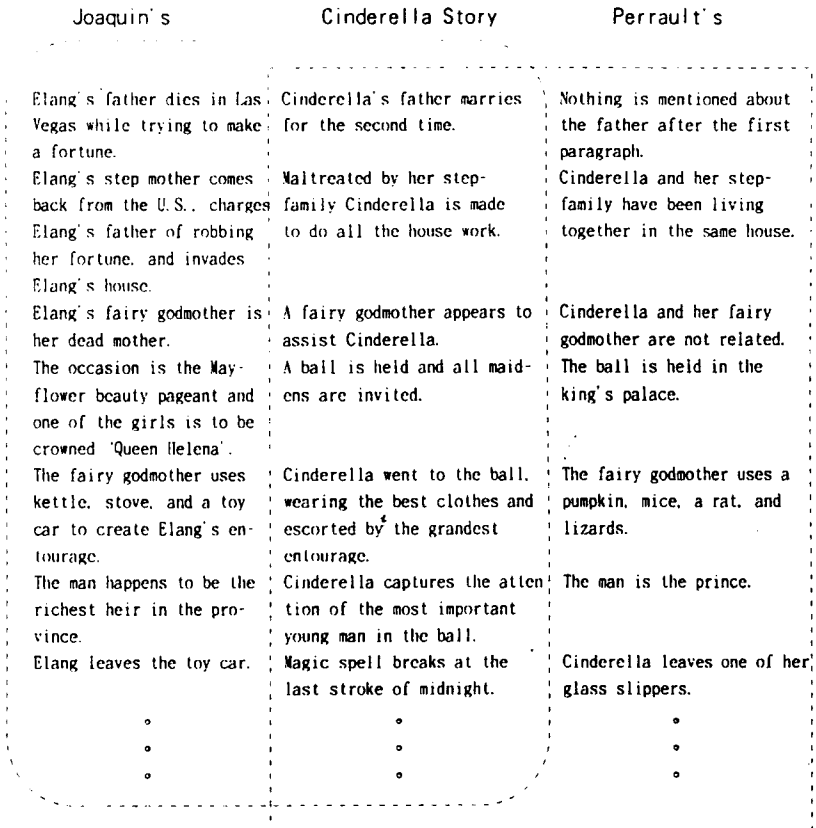 Joaquin's
Cinderella Story
Perrault's
Elang's father dies in Las
Vegas while trying to make
a fortune.
Cinderella's father marries
for the second time.
Nothing is mentioned about
the father after the first
paragraph.
Elang's step mother comes
back from the U.S., charges
Elang's father of robbing
her fortune, and invades
Elang's house.
Maltreated by her step-
family Cinderella is made
to do all the house work.
Cinderella and her step-
family have been living
together in the same house.
Elang's fairy godmother is
her dead mother.
A fairy godmother appears to
assist Cinderella.
Cinderella and her fairy
godmother are not related.
The occasion is the May-
flower beauty pageant and
one of the girls is to be
crowned 'Queen Helena'.
A ball is held and all maid-
ens are invited.
The ball is held in the
king's palace.
The fairy godmother uses
kettle, stove, and a toy
car to create Elang's en-
tourage.
Cinderella went to the ball,
wearing the best clothes and
escorted by the grandest
entourage.
The fairy godmother uses a
pumpkin, mice, a rat, and
lizards.
The man happens to be the
richest heir in the pro-
vince.
Cinderella captures the atten
tion of the most important
young man in the ball.
The man is the prince.
Elang leaves the toy car.
Magic spell breaks at the
last stroke of midnight.
Cinderella leaves one of her
glass slippers.